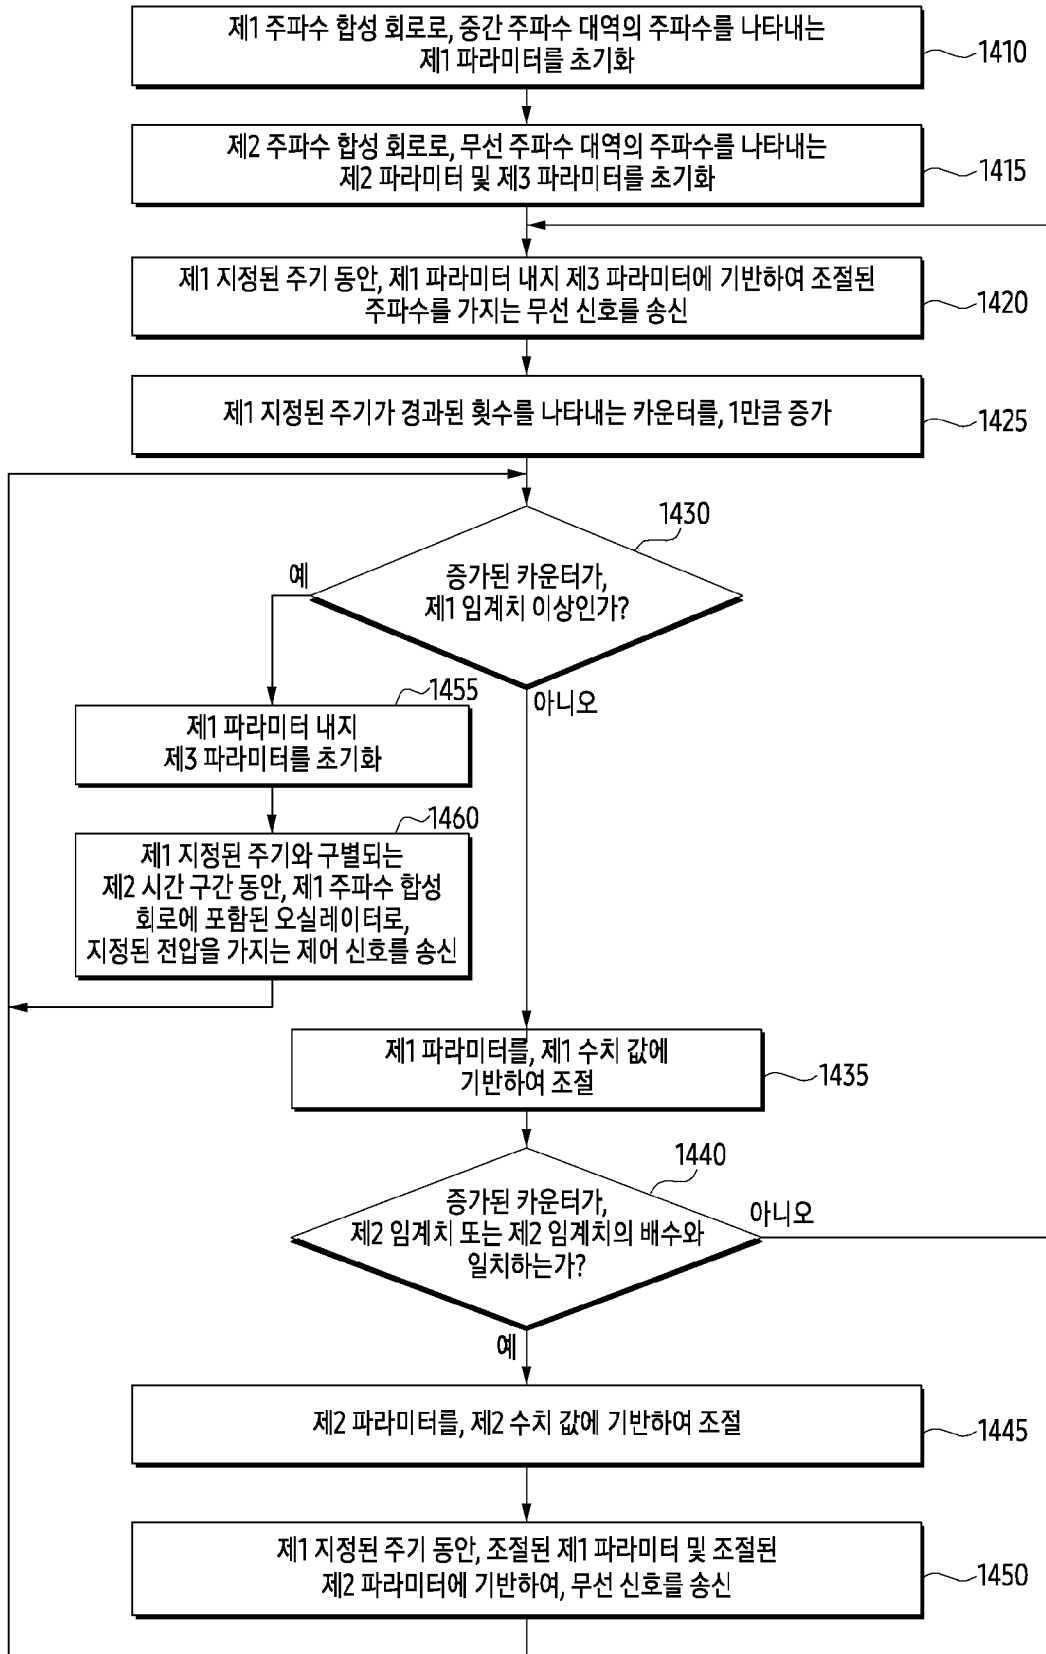 제1 주파수 합성 회로로, 중간 주파수 대역의 주파수를 나타내는
제1 파라미터를 초기화
1410
제2 주파수 합성 회로로, 무선 주파수 대역의 주파수를 나타내는
제2 파라미터 및 제3 파라미터를 초기화
1415
제1 지정된 주기 동안, 제1 파라미터 내지 제3 파라미터에 기반하여 조절된
주파수를 가지는 무선 신호를 송신
1420
제1 지정된 주기가 경과된 횟수를 나타내는 카운터를, 1만큼 증가
1425
1430
증가된 카운터가,
제1 임계치 이상인가?
예
아니오
1455
제1 파라미터 내지
제3 파라미터를 초기화
1460
제1 지정된 주기와 구별되는
제2 시간 구간 동안, 제1 주파수 합성
회로에 포함된 오실레이터로,
지정된 전압을 가지는 제어 신호를 송신
제1 파라미터를, 제1 수치 값에
기반하여 조절
1435
1440
증가된 카운터가,
제2 임계치 또는 제2 임계치의 배수와
일치하는가?
아니오
예
제2 파라미터를, 제2 수치 값에 기반하여 조절
1445
제1 지정된 주기 동안, 조절된 제1 파라미터 및 조절된
제2 파라미터에 기반하여, 무선 신호를 송신
1450